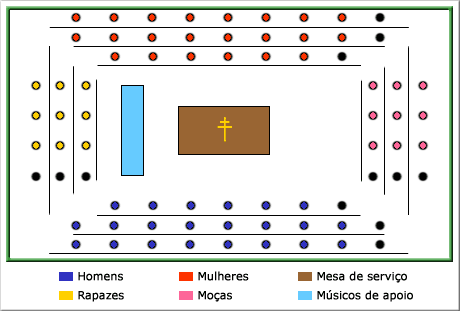 Homens Mulheres Mesa de serviço
Rapazes Moças Músicos de apoio